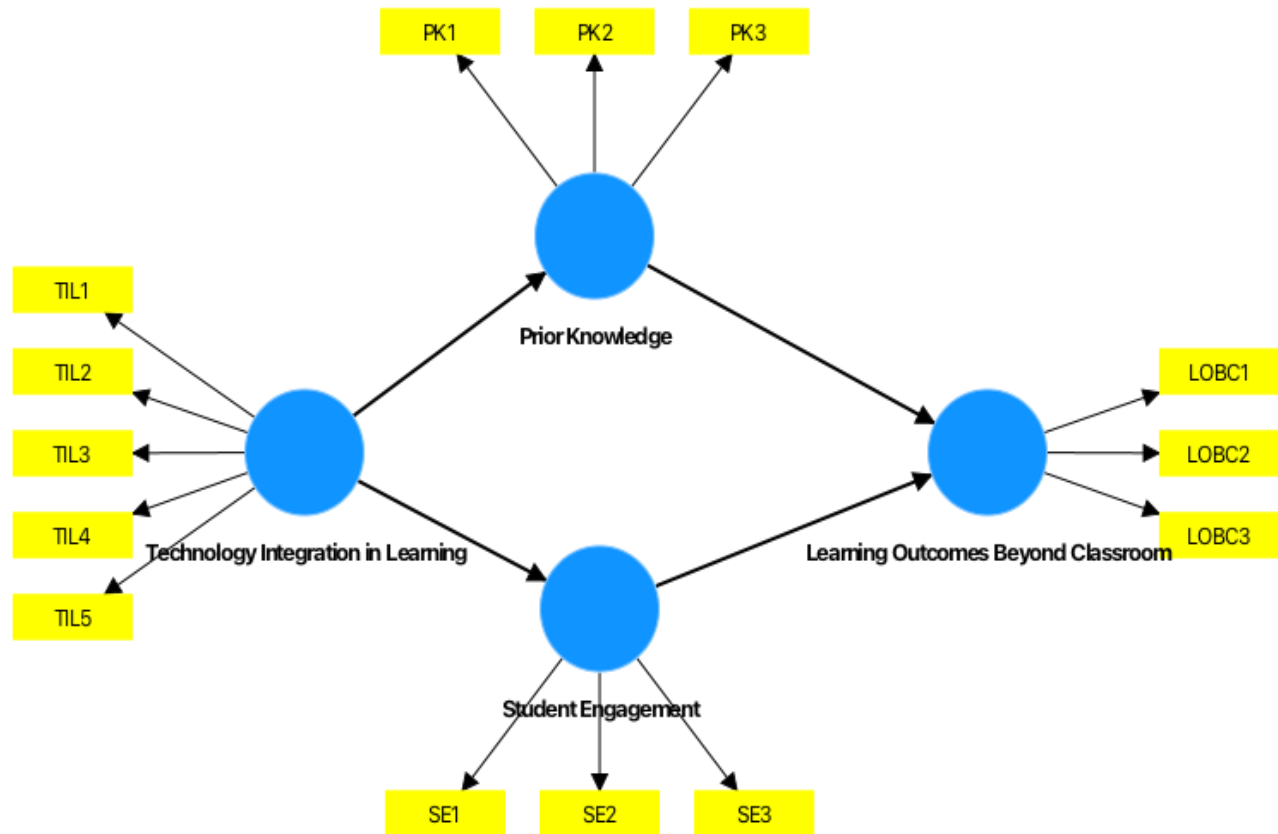 PK1
PK2
PK3
Prior Knowledge
TIL1
TIL2
TIL3
TIL4
TIL5
Technology Integration in Learning
LOBC1
LOBC2
LOBC3
Learning Outcomes Beyond Classroom
Student Engagement
SE1
SE2
SE3